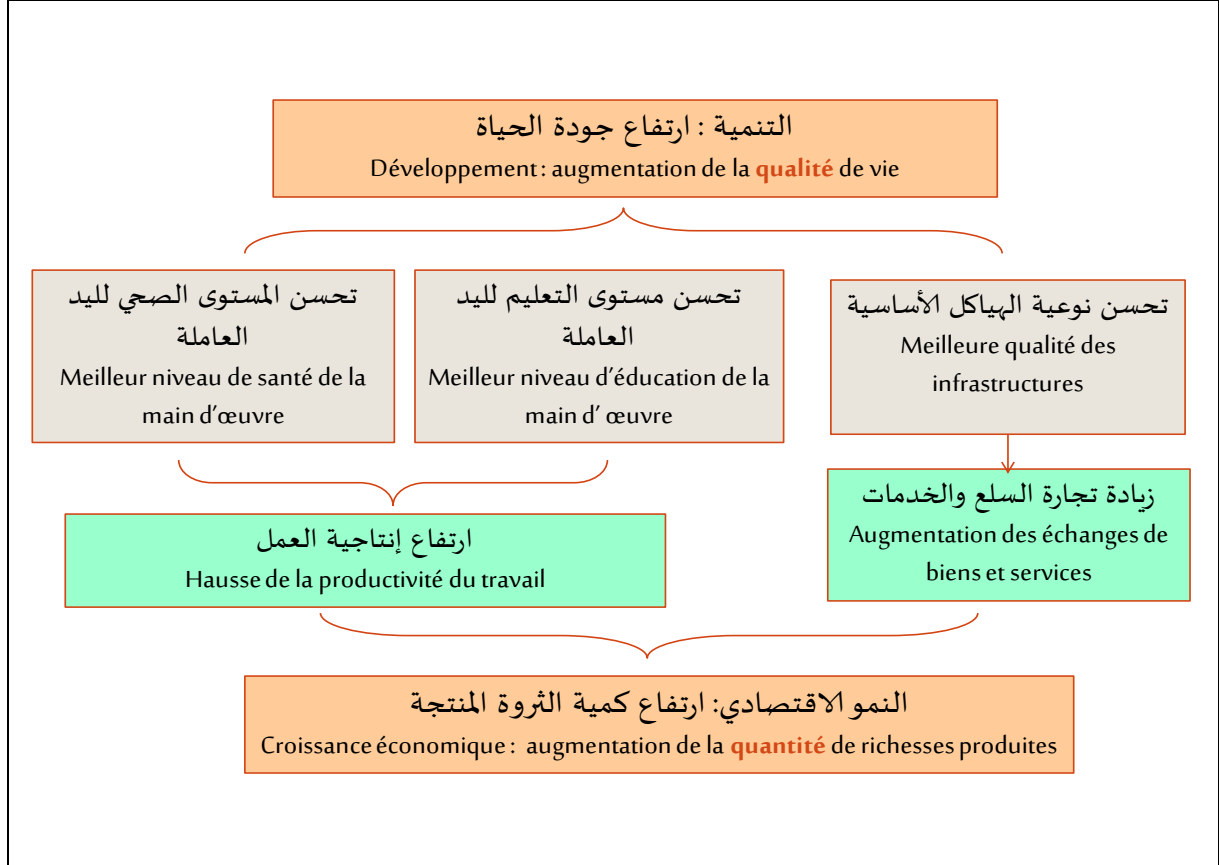 التنمية : ارتفاع جودة الحياة
Développement : augmentation de la qualité de vie
تحسن المستوى الصحي لليد
العاملة
Meilleur niveau de santé de la
main d’œuvre
تحسن مستوى التعليم لليد
العاملة
Meilleur niveau d’éducation de la
main d’ œuvre
تحسن نوعية الهياكل الأساسية
Meilleure qualité des
infrastructures
ارتفاع إنتاجية العمل
Hausse de la productivité du travail
زيادة تجارة السلع والخدمات
Augmentation des échanges de
biens et services
النمو الاقتصادي: ارتفاع كمية الثروة المنتجة
Croissance économique : augmentation de la quantité de richesses produites